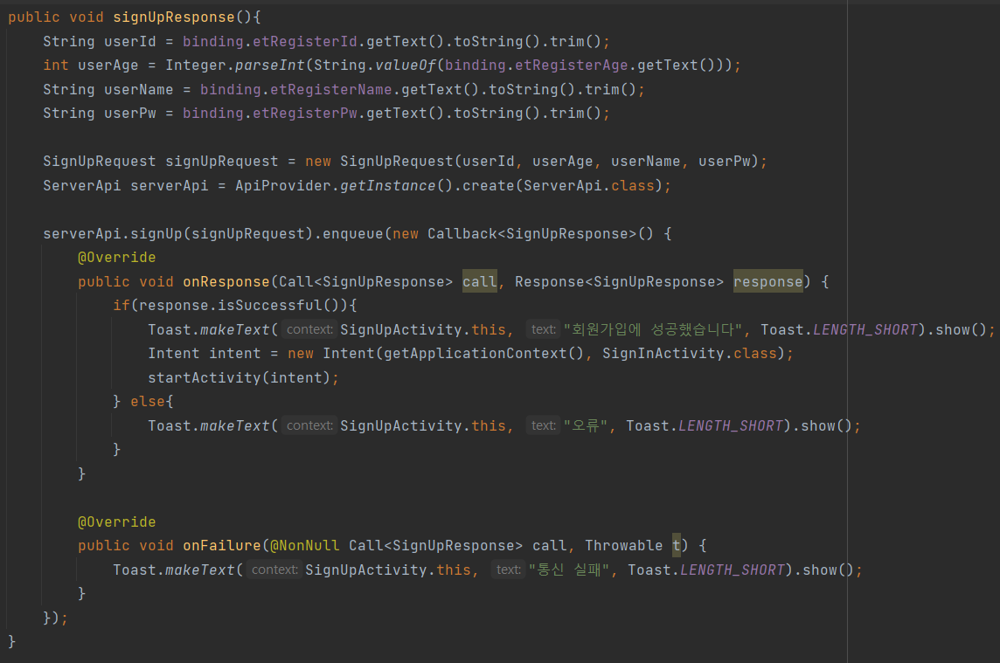 public void signUpResponse(){
    String userId = binding.etRegisterId.getText().toString().trim();
    int userAge = Integer.parseInt(String.valueOf(binding.etRegisterAge.getText()));
    String userName = binding.etRegisterName.getText().toString().trim();
    String userPw = binding.etRegisterPw.getText().toString().trim();

    SignUpRequest signUpRequest = new SignUpRequest(userId, userAge, userName, userPw);
    ServerApi serverApi = ApiProvider.getInstance().create(ServerApi.class);

    serverApi.signUp(signUpRequest).enqueue(new Callback<SignUpResponse>() {
        @Override
        public void onResponse(Call<SignUpResponse> call, Response<SignUpResponse> response) {
            if(response.isSuccessful()){
                Toast.makeText( context: SignUpActivity.this, text: "회원가입에 성공했습니다", Toast.LENGTH_SHORT).show();
                Intent intent = new Intent(getApplicationContext(), SignInActivity.class);
                startActivity(intent);
            } else{
                Toast.makeText( context: SignUpActivity.this, text: "오류", Toast.LENGTH_SHORT).show();
            }
        }

        @Override
        public void onFailure(@NonNull Call<SignUpResponse> call, Throwable t) {
            Toast.makeText( context: SignUpActivity.this, text: "통신 실패", Toast.LENGTH_SHORT).show();
        }
    });
}